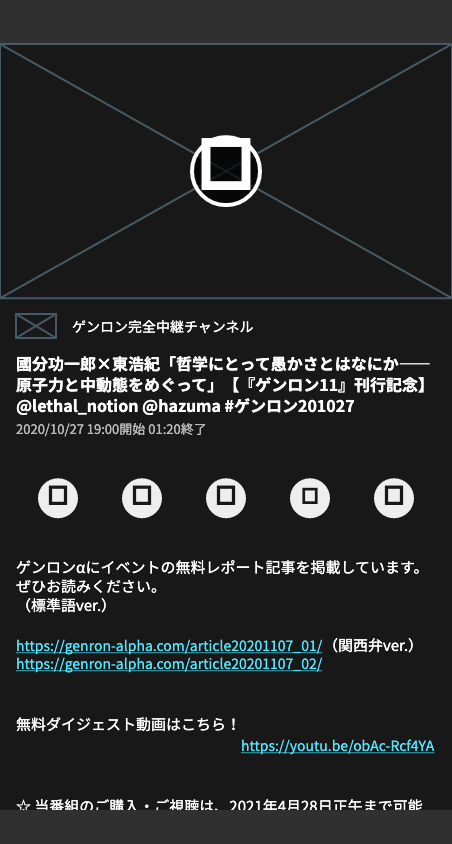 ゲンロン完全中継チャンネル
國分功一郎×東浩紀「哲学にとって愚かさとはなにか――
原子力と中動態をめぐって」【『ゲンロン11』刊行記念】
@lethal_notion @hazuma #ゲンロン201027
2020/10/27 19:00開始 01:20終了
ゲンロンαにイベントの無料レポート記事を掲載しています。
ぜひお読みください。
（標準語ver.）
https://genron-alpha.com/article20201107_01/（関西弁ver.）
https://genron-alpha.com/article20201107_02/
無料ダイジェスト動画はこちら！
https://youtu.be/obAc-Rcf4YA
☆ 当番組のご購入・ご視聴は、2021年4月28日正午まで可能